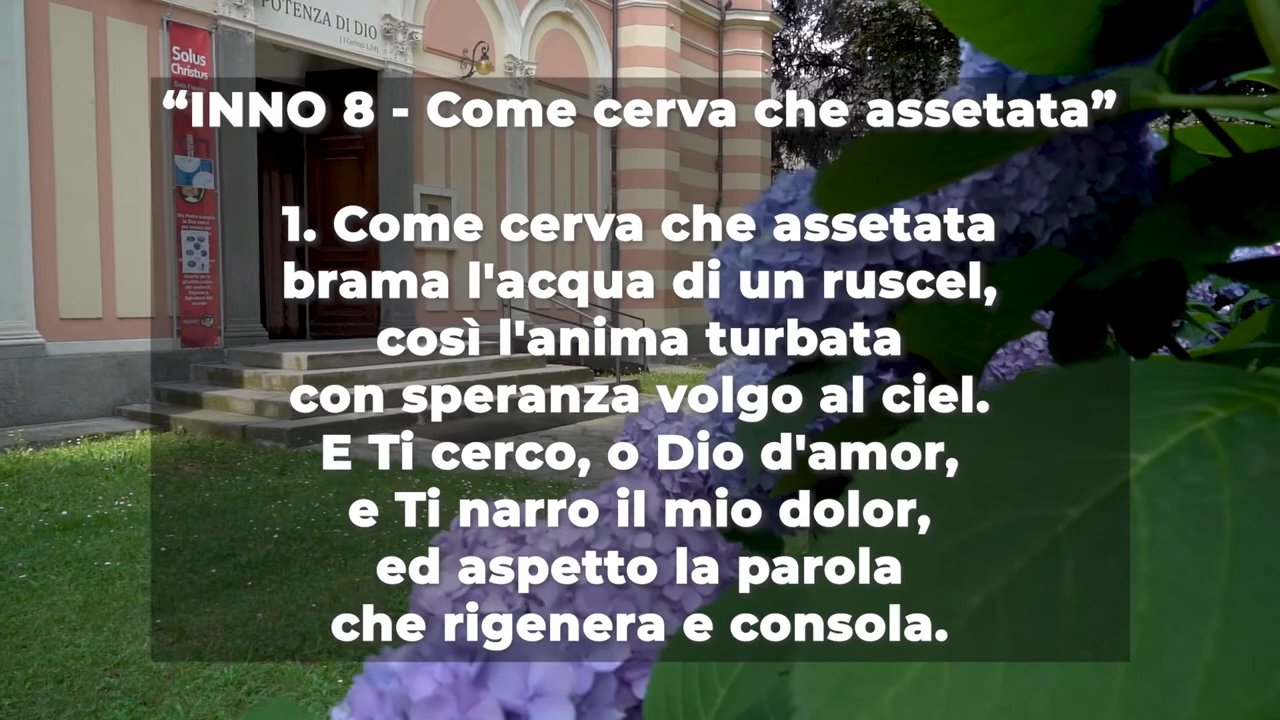 POTENZA DI DIO
Solus
Christus
“INNO 8 - Come cerva che assetata”
1. Come cerva che assetata
brama l'acqua di un ruscel,
così l'anima turbata
con speranza volgo al ciel.
E Ti cerco, o Dio d'amor,
e Ti narro il mio dolor,
ed aspetto la parola
che rigenera e consola.